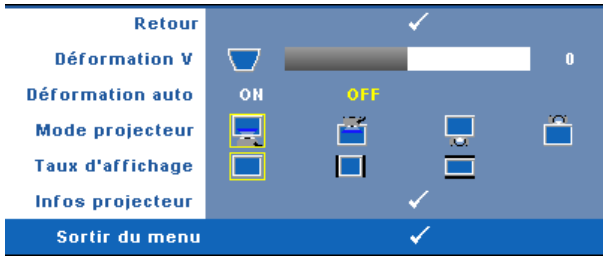 Retour
Déformation V 0
Déformation auto ON OFF
Mode projecteur
Taux d'affichage
Infos projecteur
Sortir du menu